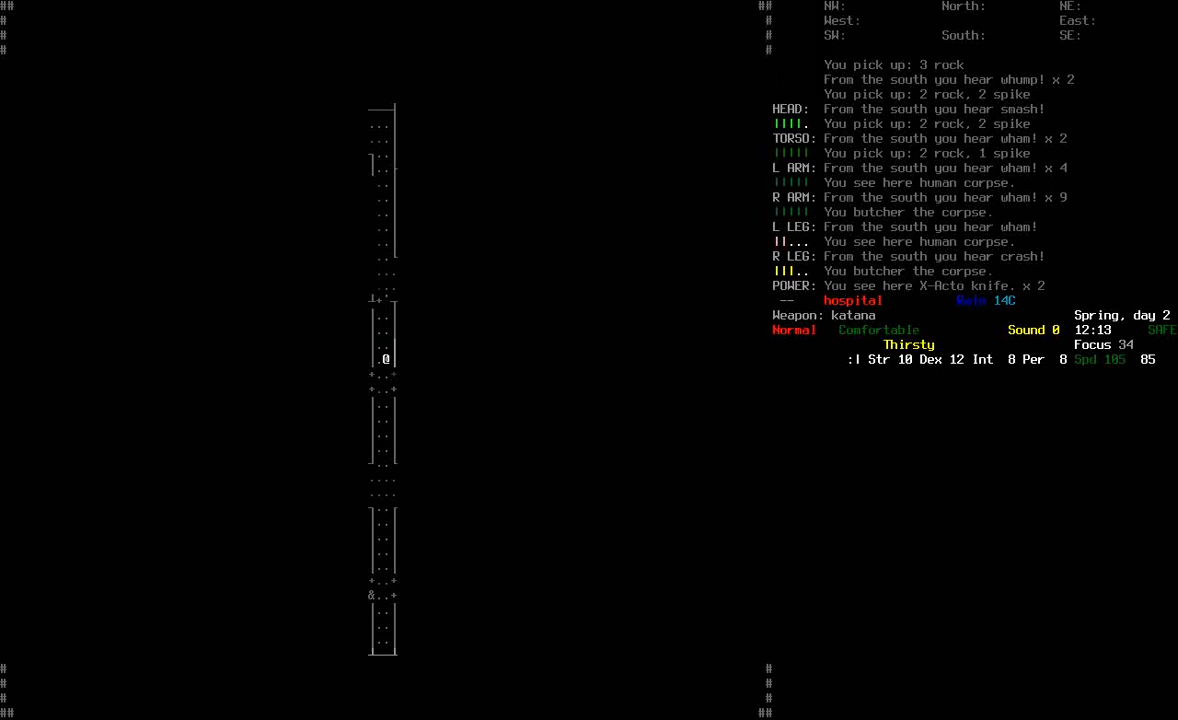 NW: North: NE:
West: East:
SW: South: SE:
You pick up: 3 rock
From the south you hear whump! x 2
You pick up: 2 rock, 2 spike
HEAD: From the south you hear smash!
||||. You pick up: 2 rock, 2 spike
TORSO: From the south you hear wham! x 2
||||| You pick up: 2 rock, 1 spike
L ARM: From the south you hear wham! x 4
||||| You see here human corpse.
R ARM: From the south you hear wham! x 9
||||| You butcher the corpse.
L LEG: From the south you hear wham!
||... You see here human corpse.
R LEG: From the south you hear crash!
|||.. You butcher the corpse.
POWER: You see here X-Acto knife. x 2
-- hospital Rain 14C
Weapon: katana Spring, day 2
Normal Comfortable Sound 0 12:13 SAFE
Thirsty Focus 34
:| Str 10 Dex 12 Int 8 Per 8 Spd 105 85